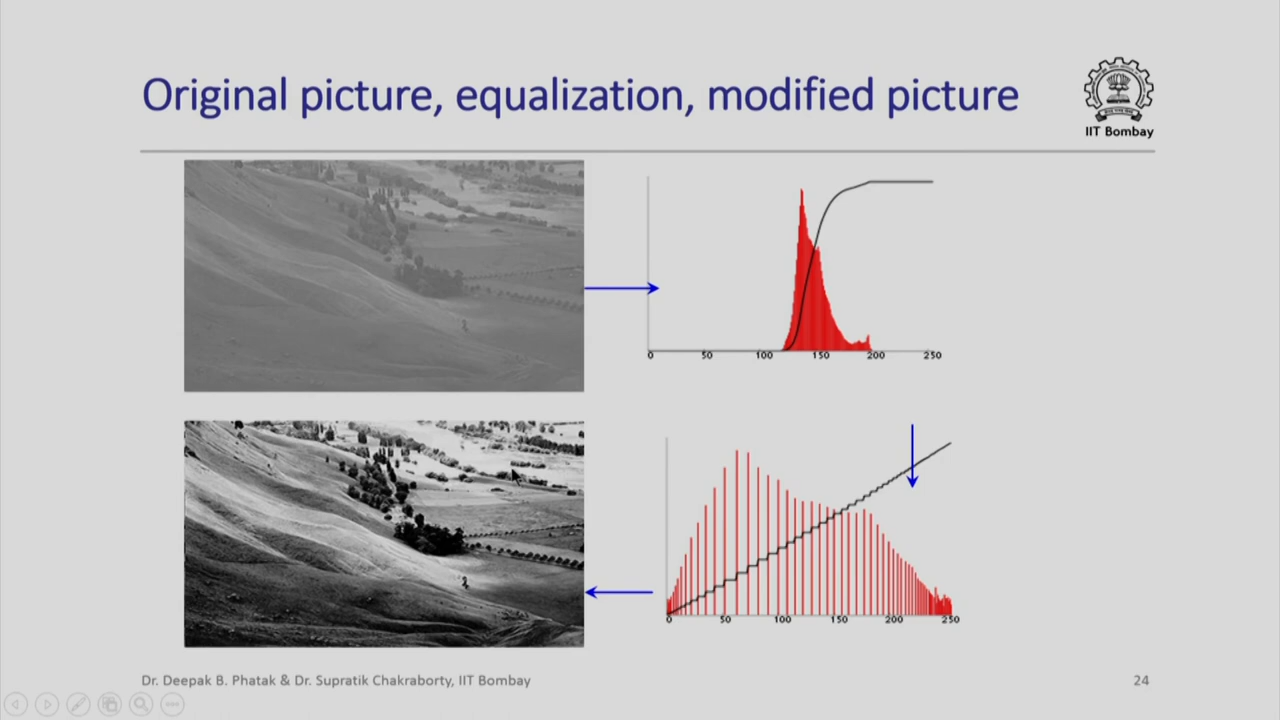 Original picture, equalization, modified picture
IIT Bombay
0 50 100 150 200 250
0 50 100 150 200 250
Dr. Deepak B. Phatak & Dr. Supratik Chakraborty, IIT Bombay
24